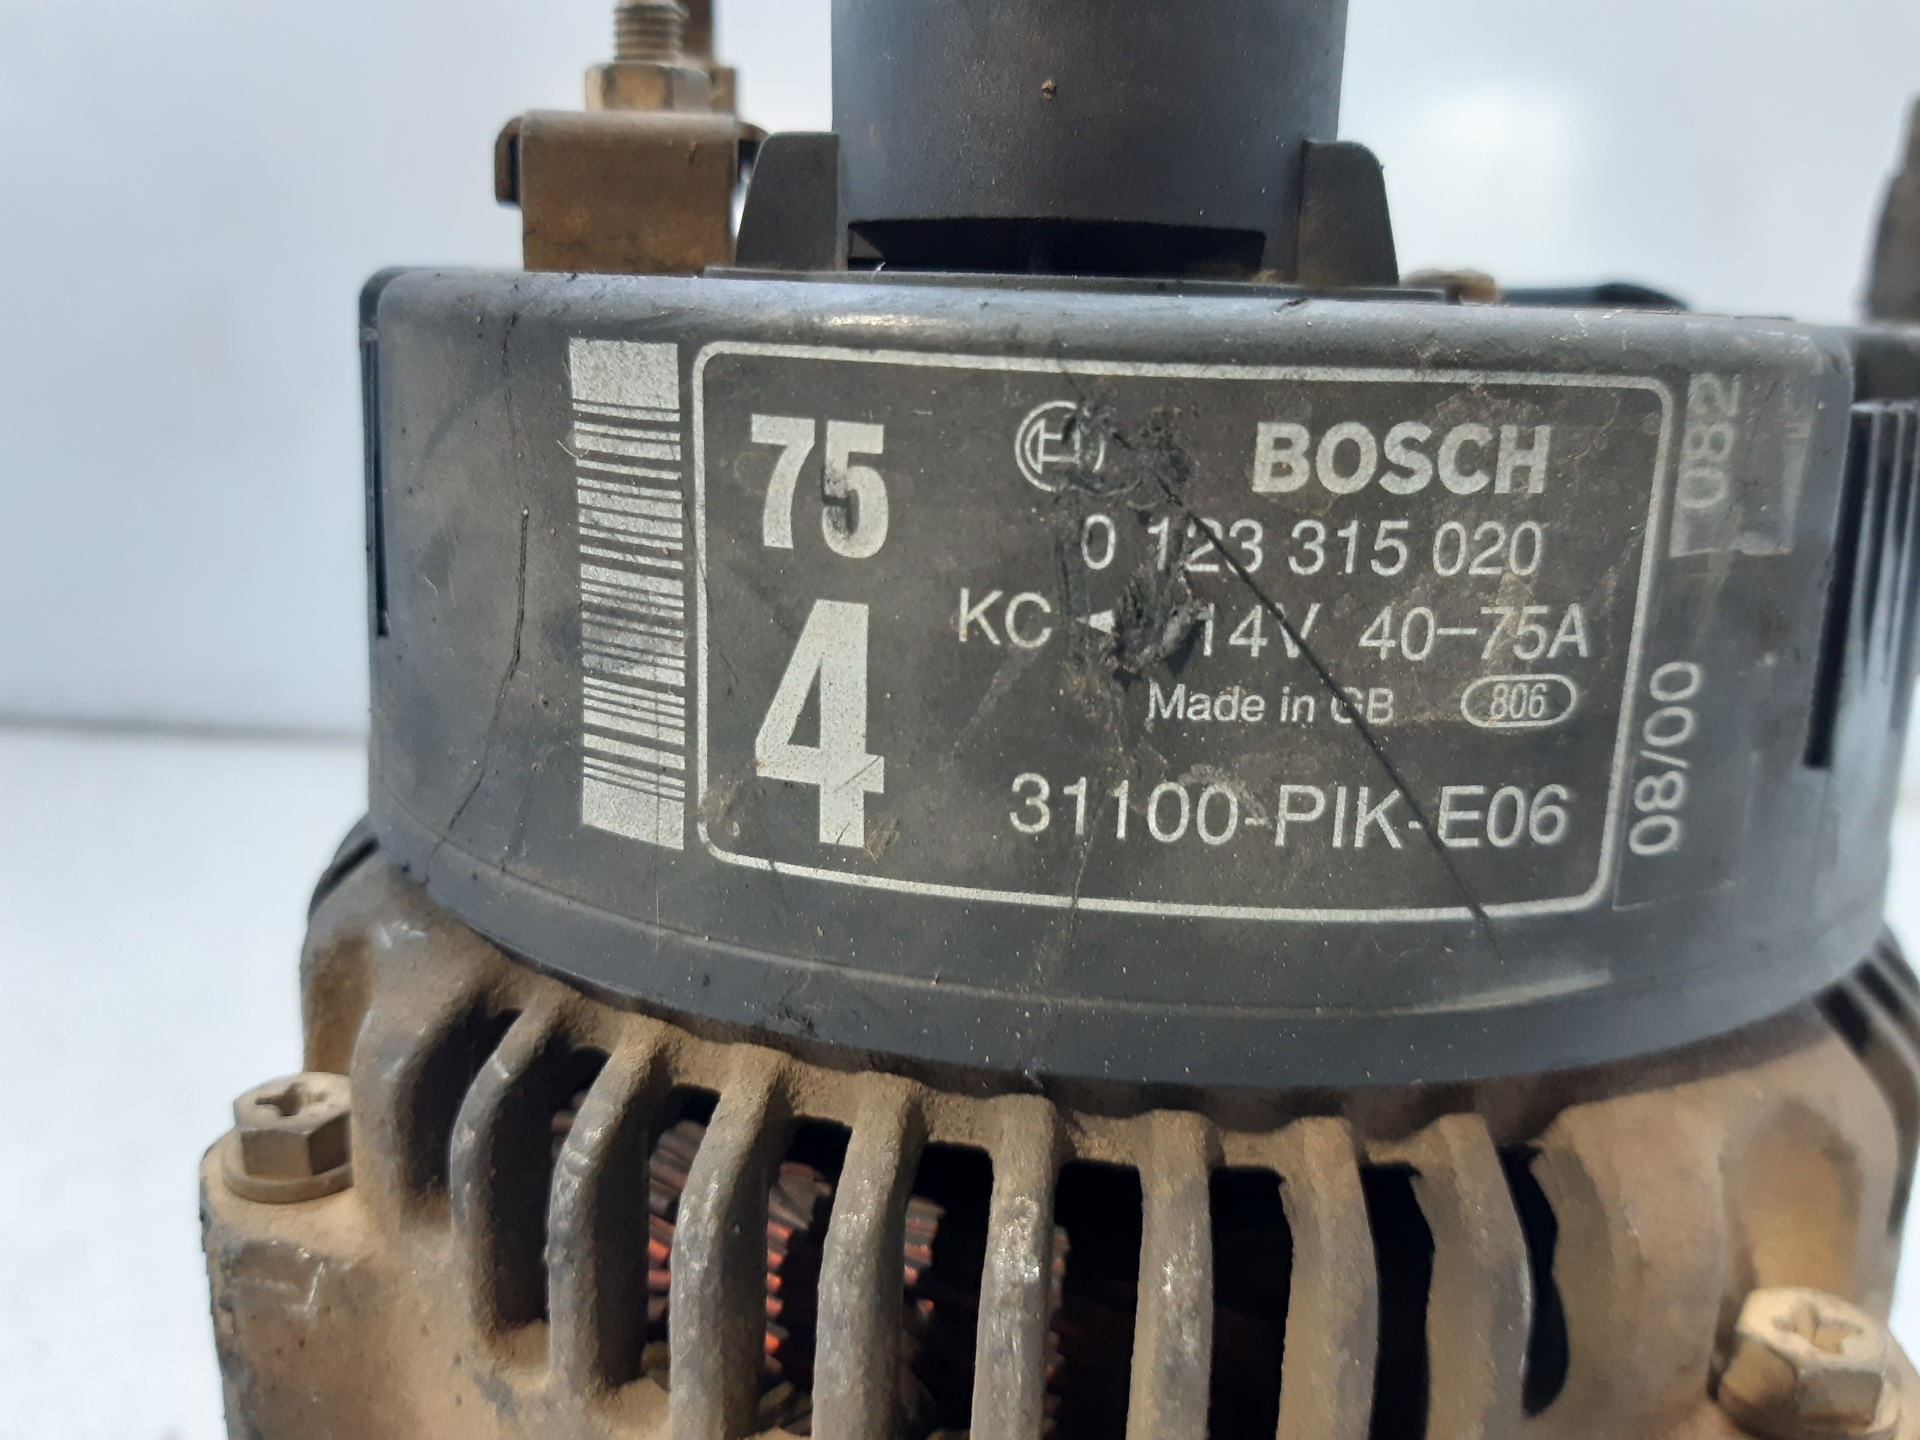 75
4
BOSCH
0 123 315 020
KC ◄ 14V 40-75A
Made in GB 806
31100-PIK-E06
082
08/00